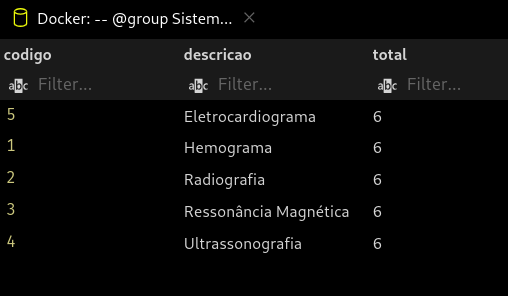 Docker: -- @group Sistem...
codigo descricao total
abc Filter... abc Filter... abc Filter...
5 Eletrocardiograma 6
1 Hemograma 6
2 Radiografia 6
3 Ressonância Magnética 6
4 Ultrassonografia 6